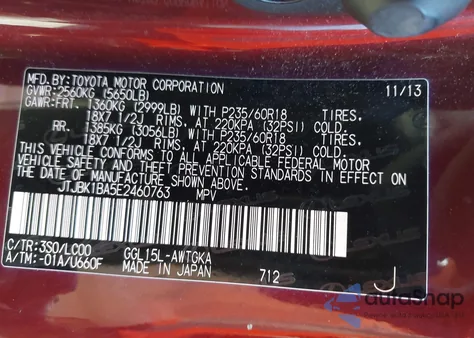 MFD.BY:TOYOTA MOTOR CORPORATION 11/13
GVWR:2560KG (5650LB)
GAWR:FRT. 1360KG (2999LB) WITH P235/60R18 TIRES.
18X7 1/2J RIMS, AT 220KPA (32PSI) COLD.
RR. 1385KG (3056LB) WITH P235/60R18 TIRES.
18X7 1/2J RIMS, AT 220KPA (32PSI) COLD.
THIS VEHICLE CONFORMS TO ALL APPLICABLE FEDERAL MOTOR
VEHICLE SAFETY AND THEFT PREVENTION STANDARDS IN EFFECT ON
THE DATE OF MANUFACTURE SHOWN ABOVE.
JTJBK1BA5E2460763 MPV
C/TR:3S0/LC00 GGL15L-AWTGKA
A/TM:-01A/U660F MADE IN JAPAN 712 J
autoSnap